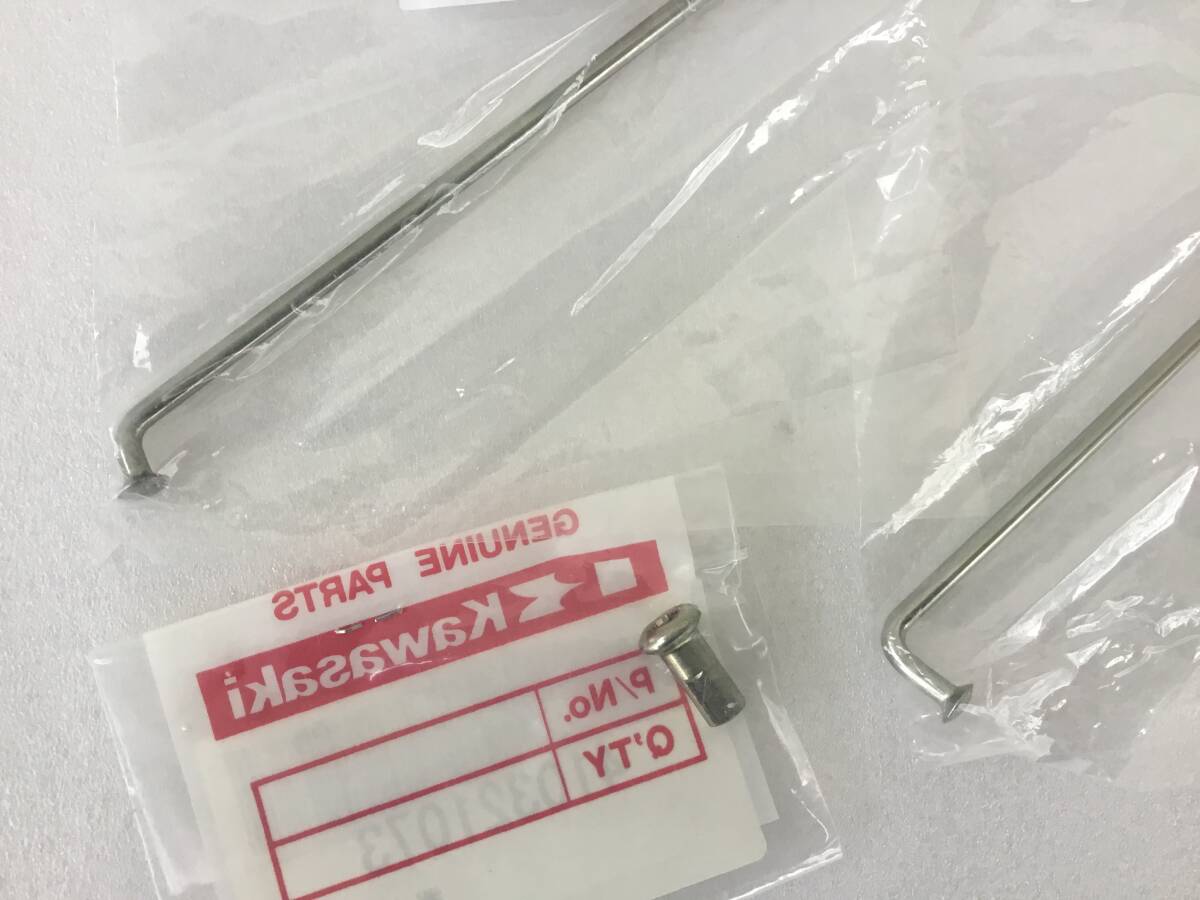 GENUINE PARTS
Kawasaki
P/No.
Q'TY